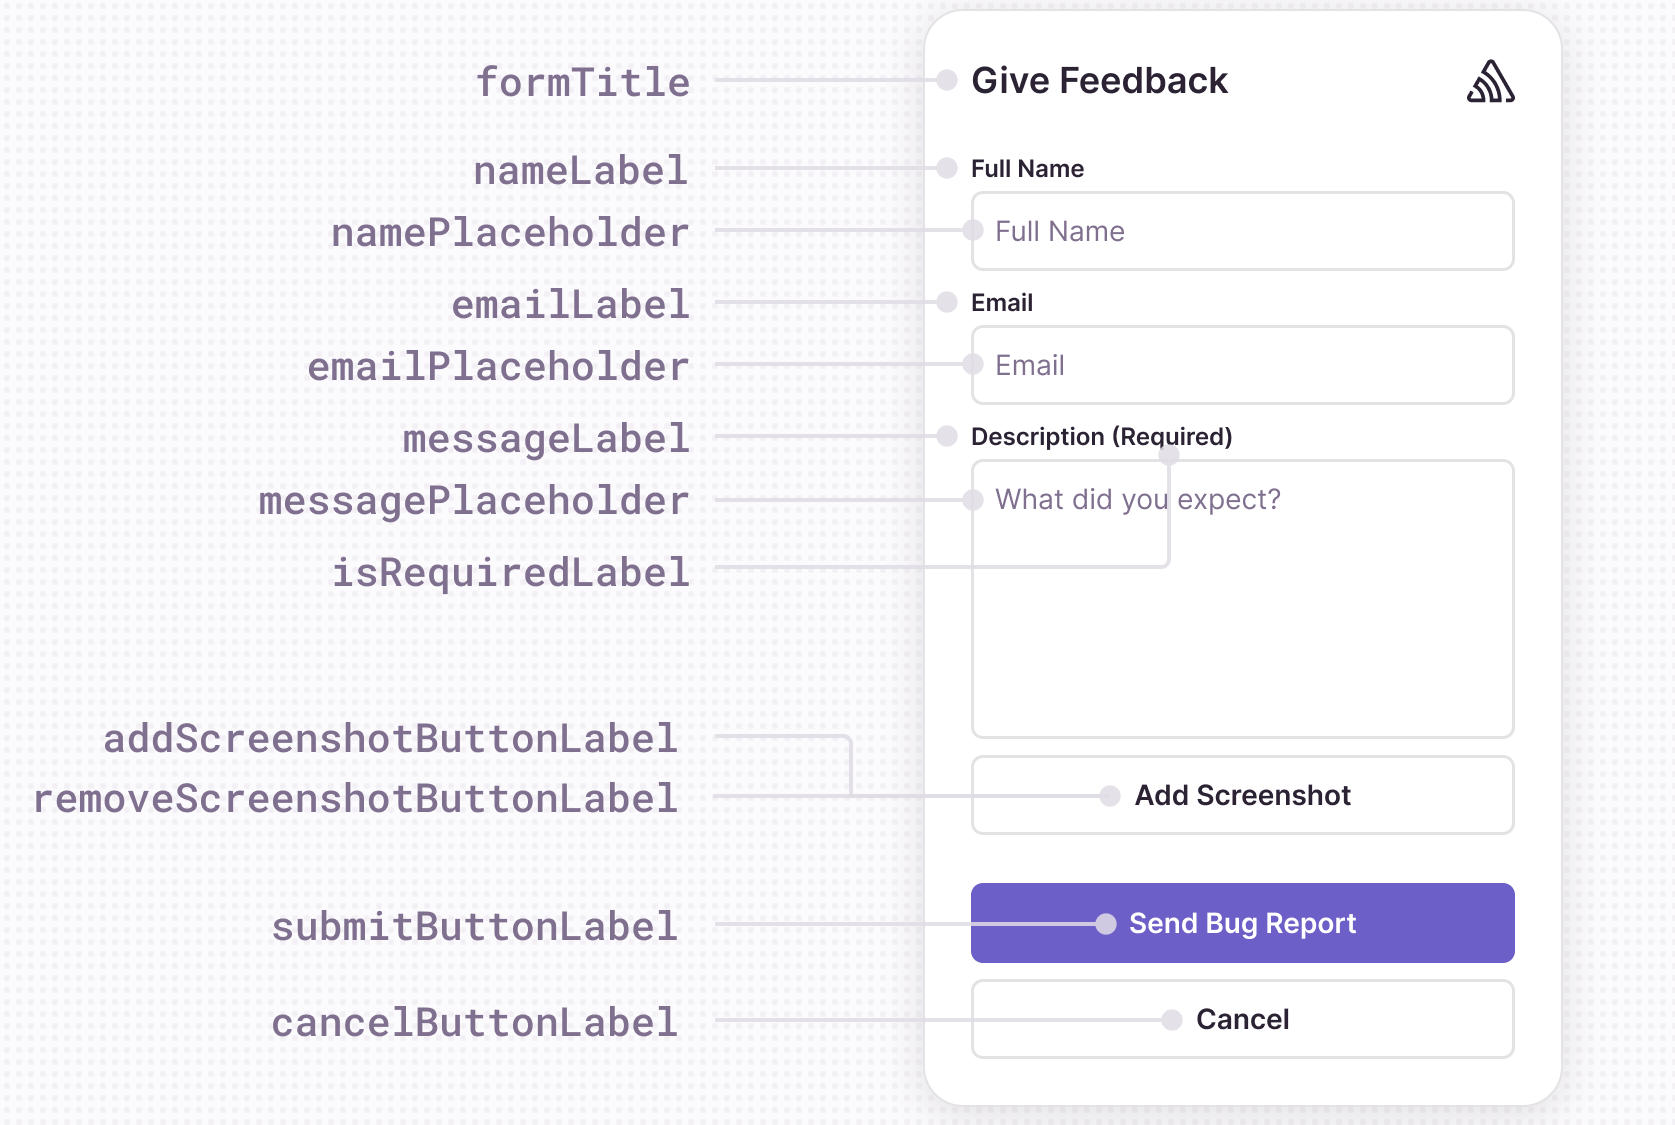 formTitle
Give Feedback
nameLabel
Full Name
namePlaceholder
Full Name
emailLabel
Email
emailPlaceholder
Email
messageLabel
Description (Required)
messagePlaceholder
What did you expect?
isRequiredLabel
addScreenshotButtonLabel
removeScreenshotButtonLabel
Add Screenshot
submitButtonLabel
Send Bug Report
cancelButtonLabel
Cancel